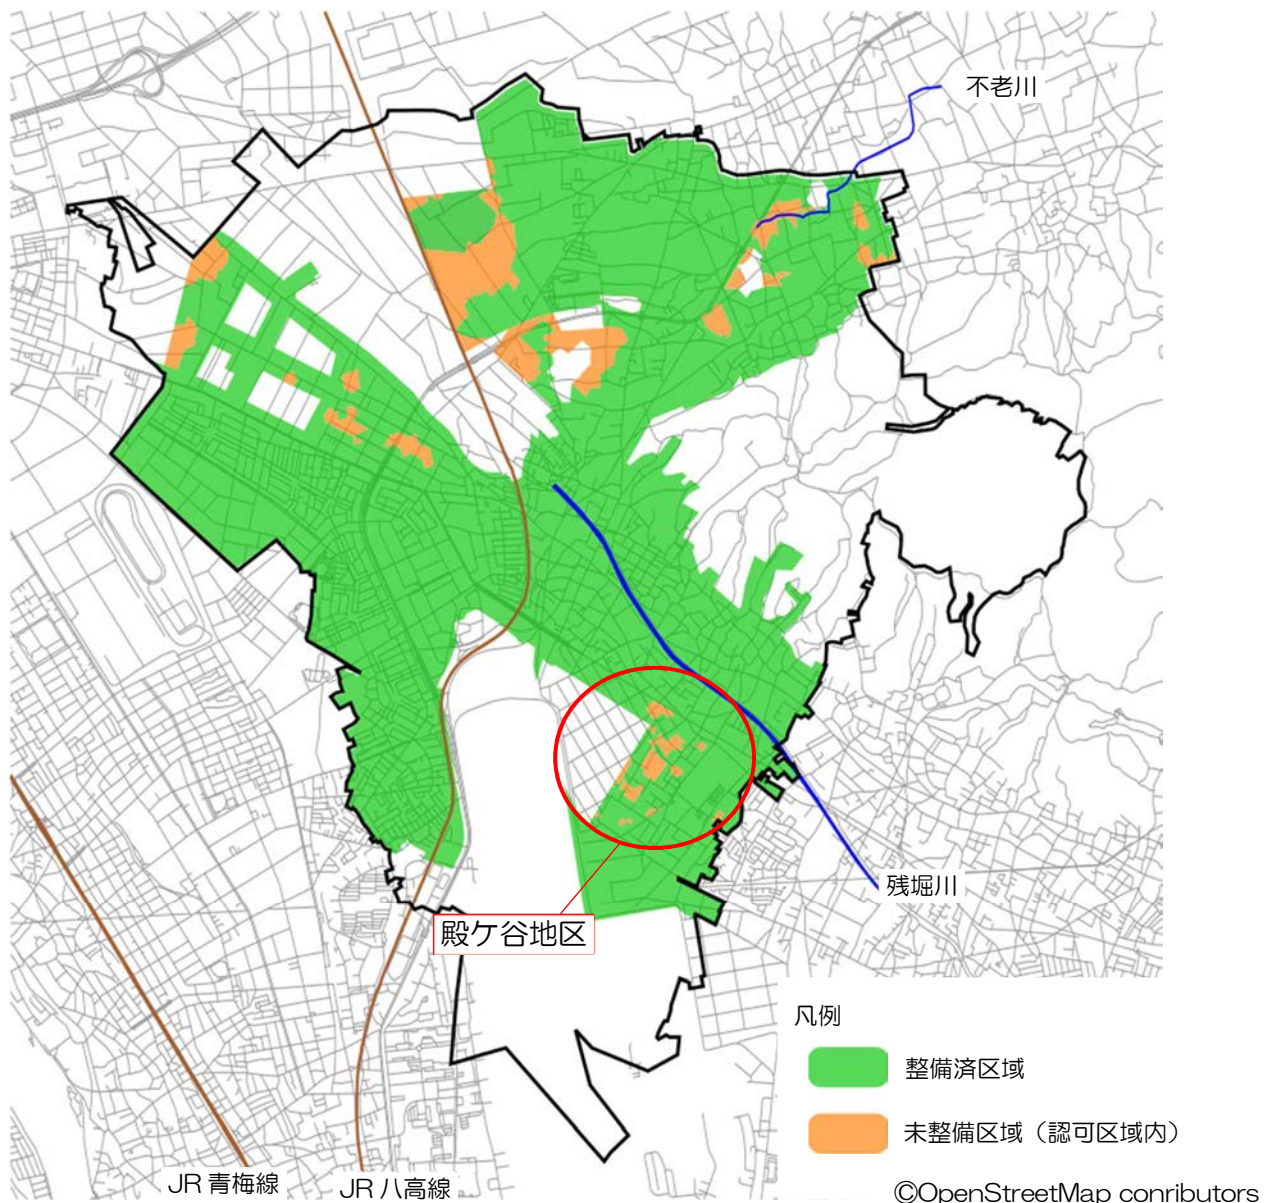 不老川
残堀川
殿ケ谷地区
凡例
整備済区域
未整備区域（認可区域内）
JR 青梅線
JR 八高線
©OpenStreetMap conributors